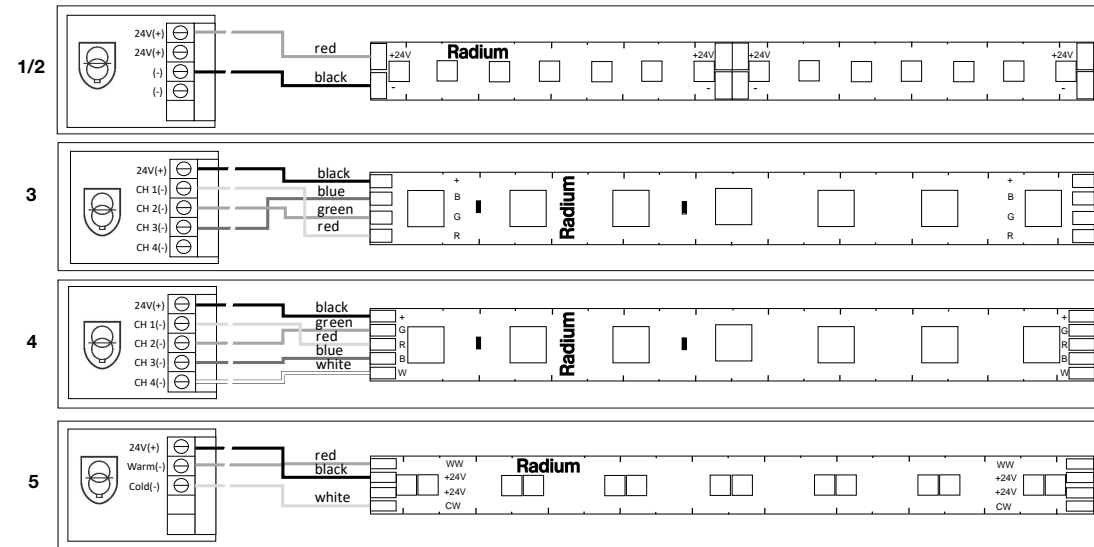 1/2
24V(+)
24V(+)
(-)
(-)
red
black
+24V
-
Radium
+24V
-
+24V
-
+24V
-
3
24V(+)
CH 1(-)
CH 2(-)
CH 3(-)
CH 4(-)
black
blue
green
red
+
B
G
R
Radium
+
B
G
R
4
24V(+)
CH 1(-)
CH 2(-)
CH 3(-)
CH 4(-)
black
green
red
blue
white
+
G
R
B
W
Radium
+
G
R
B
W
5
24V(+)
Warm(-)
Cold(-)
red
black
white
WW
+24V
+24V
CW
Radium
WW
+24V
+24V
CW